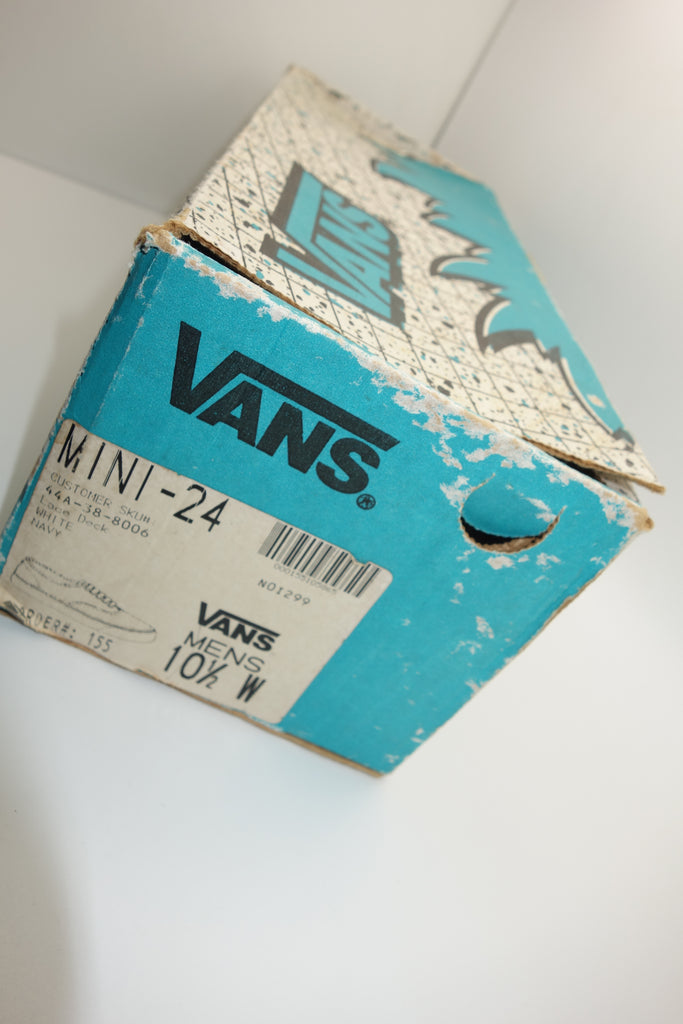 VANS
VANS®
MINI-24
CUSTOMER SKU#:
44A-38-8006
Lace Deck
WHITE
NAVY
NO1299
VANS
MENS
10½ W
ORDER#: 155